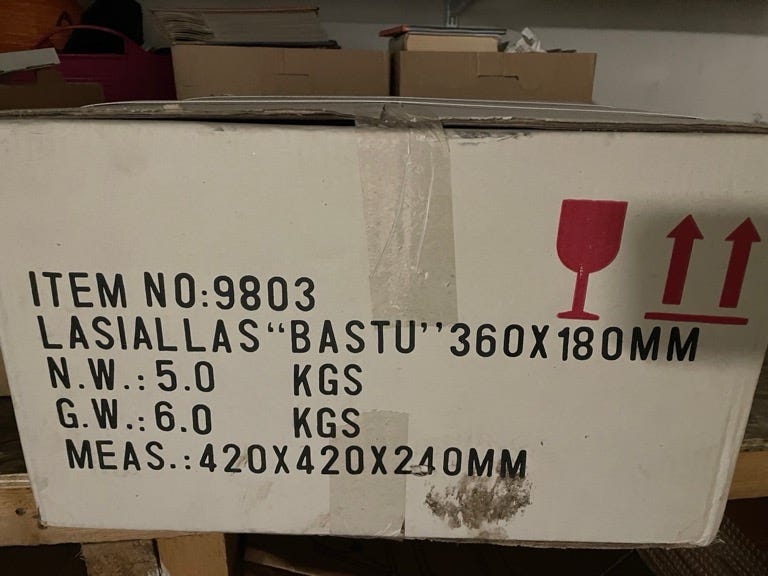 ITEM NO:9803
LASIALLAS“BASTU”360X180MM
N.W.:5.0 KGS
G.W.:6.0 KGS
MEAS.:420X420X240MM